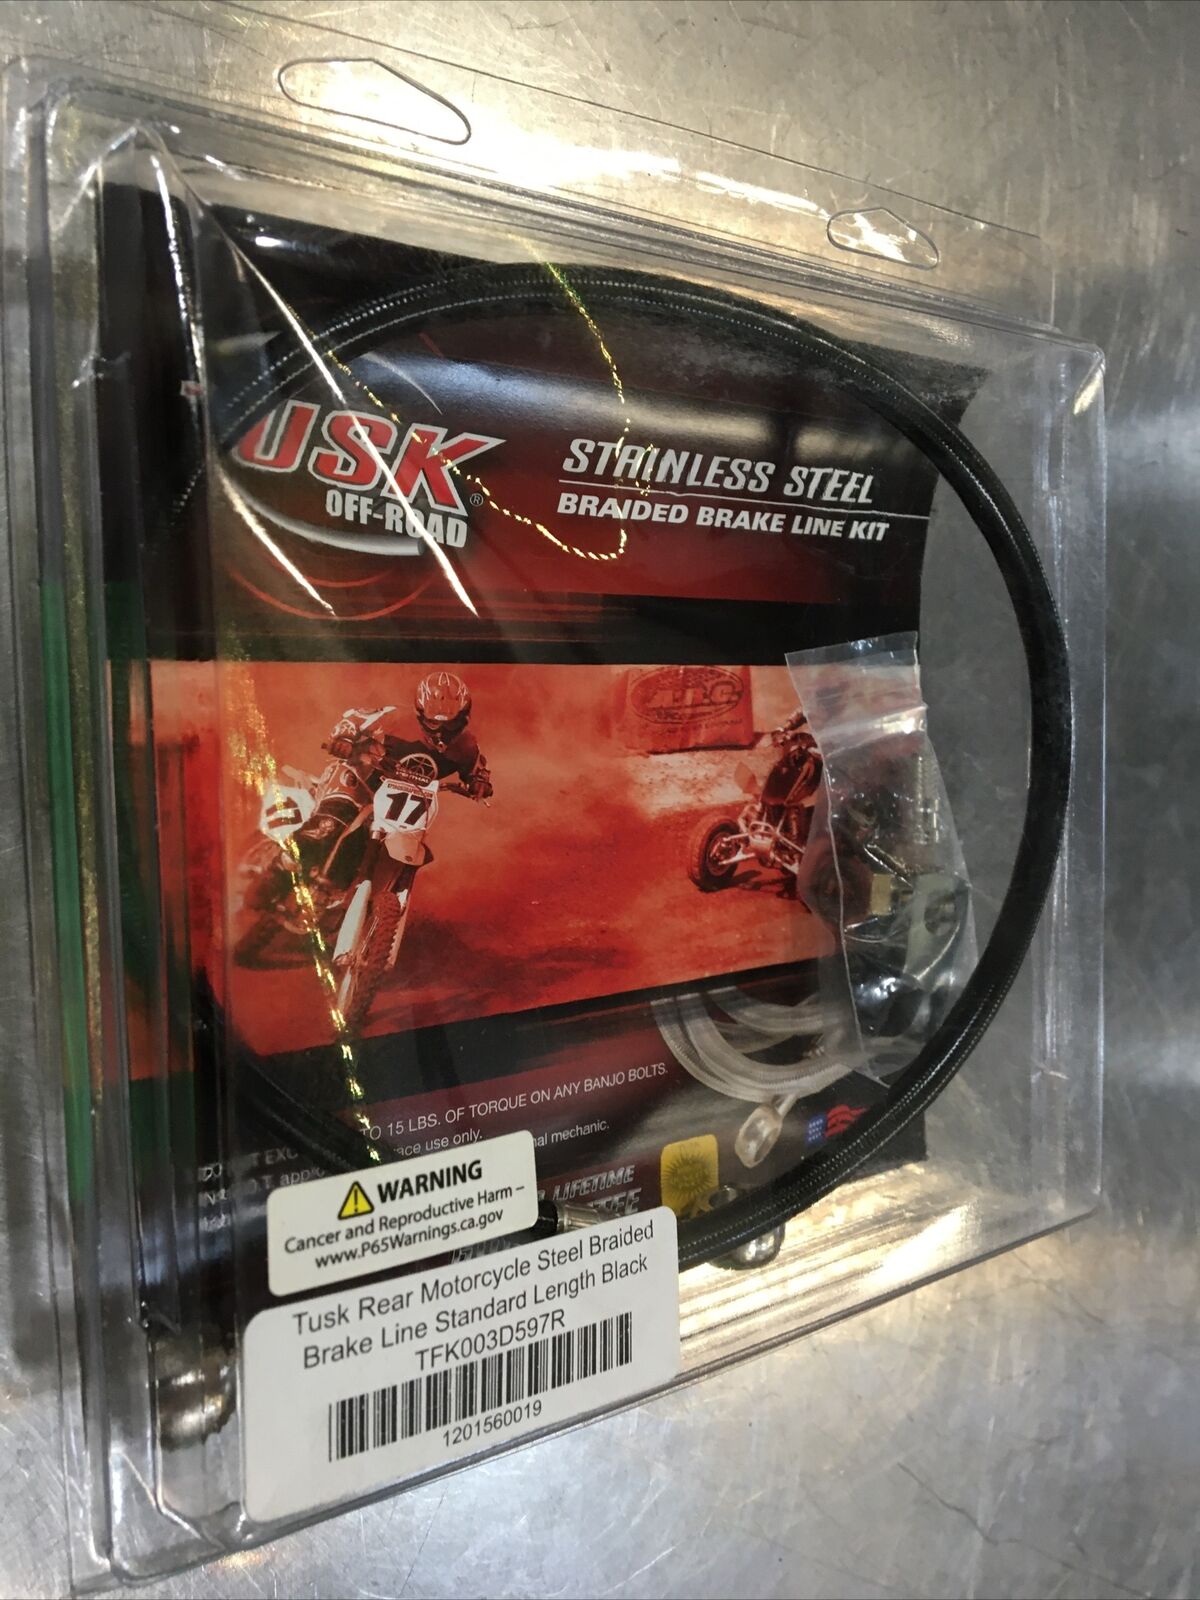 USK®
OFF-ROAD
STAINLESS STEEL
BRAIDED BRAKE LINE KIT
17
TO 15 LBS. OF TORQUE ON ANY BANJO BOLTS.
race use only.
nal mechanic.
LIFETIME
WARNING
Cancer and Reproductive Harm –
www.P65Warnings.ca.gov
Tusk Rear Motorcycle Steel Braided
Brake Line Standard Length Black
TFK003D597R
1201560019